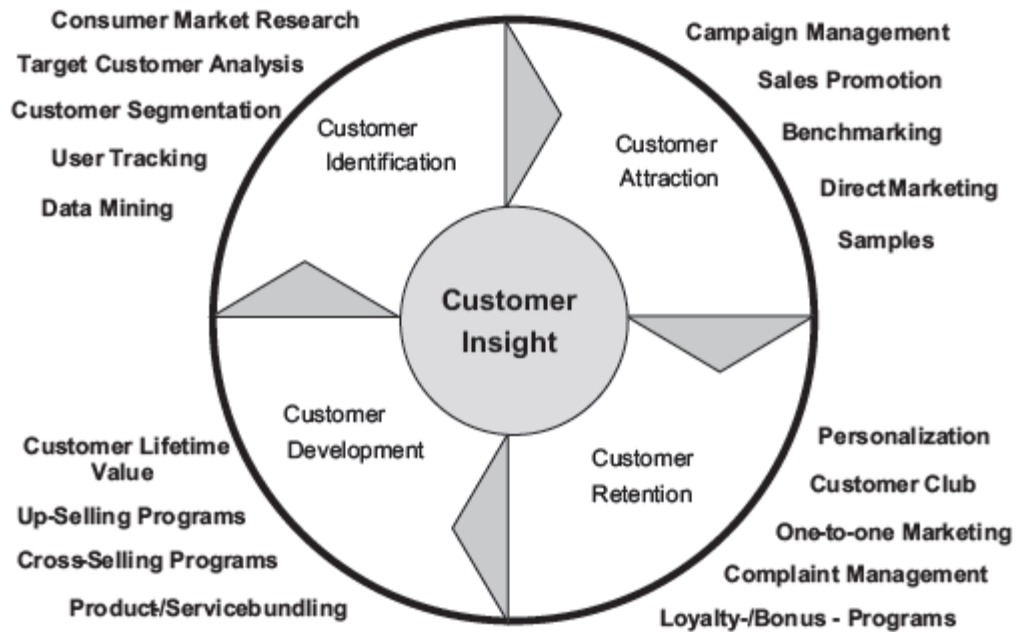 Consumer Market Research
Target Customer Analysis
Customer Segmentation
User Tracking
Data Mining
Customer
Identification
Campaign Management
Sales Promotion
Benchmarking
Direct Marketing
Samples
Customer
Attraction
Customer
Insight
Customer
Development
Customer Lifetime
Value
Up-Selling Programs
Cross-Selling Programs
Product-/Servicebundling
Customer
Retention
Personalization
Customer Club
One-to-one Marketing
Complaint Management
Loyalty-/Bonus - Programs